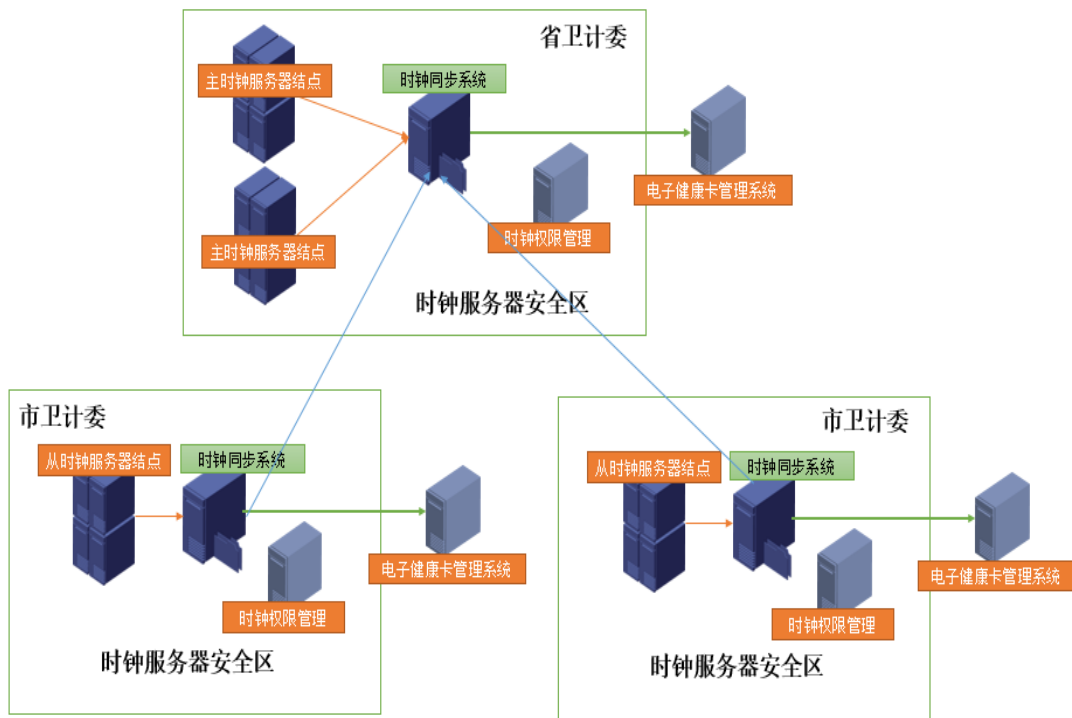 省卫计委
主时钟服务器结点
时钟同步系统
电子健康卡管理系统
主时钟服务器结点
时钟权限管理
时钟服务器安全区
市卫计委
从时钟服务器结点
时钟同步系统
电子健康卡管理系统
时钟权限管理
时钟服务器安全区
市卫计委
从时钟服务器结点
时钟同步系统
电子健康卡管理系统
时钟权限管理
时钟服务器安全区